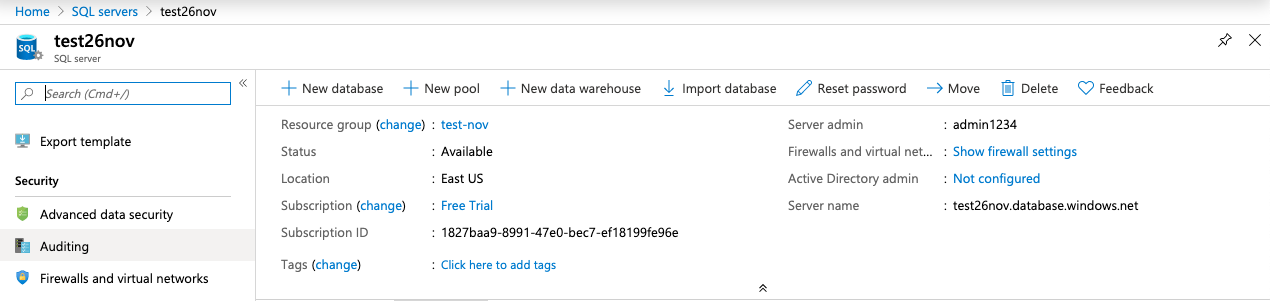 Home > SQL servers > test26nov
test26nov
SQL
SQL server
Search (Cmd+/)
«
Export template
Security
Advanced data security
Auditing
Firewalls and virtual networks
New database New pool New data warehouse Import database Reset password Move Delete Feedback
Resource group (change) : test-nov
Status : Available
Location : East US
Subscription (change) : Free Trial
Subscription ID : 1827baa9-8991-47e0-bec7-ef18199fe96e
Tags (change) : Click here to add tags
Server admin : admin1234
Firewalls and virtual net... : Show firewall settings
Active Directory admin : Not configured
Server name : test26nov.database.windows.net